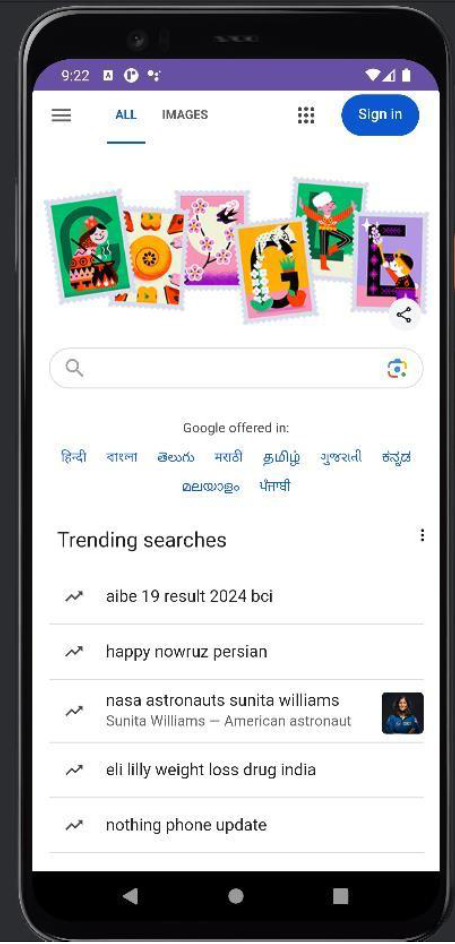 9:22
ALL IMAGES Sign in
GOOGLE
Google offered in:
हिन्दी বাংলা తెలుగు मराठी தமிழ் ગુજરાતી ಕನ್ನಡ
മലയാളം ਪੰਜਾਬੀ
Trending searches
aibe 19 result 2024 bci
happy nowruz persian
nasa astronauts sunita williams
Sunita Williams — American astronaut
eli lilly weight loss drug india
nothing phone update